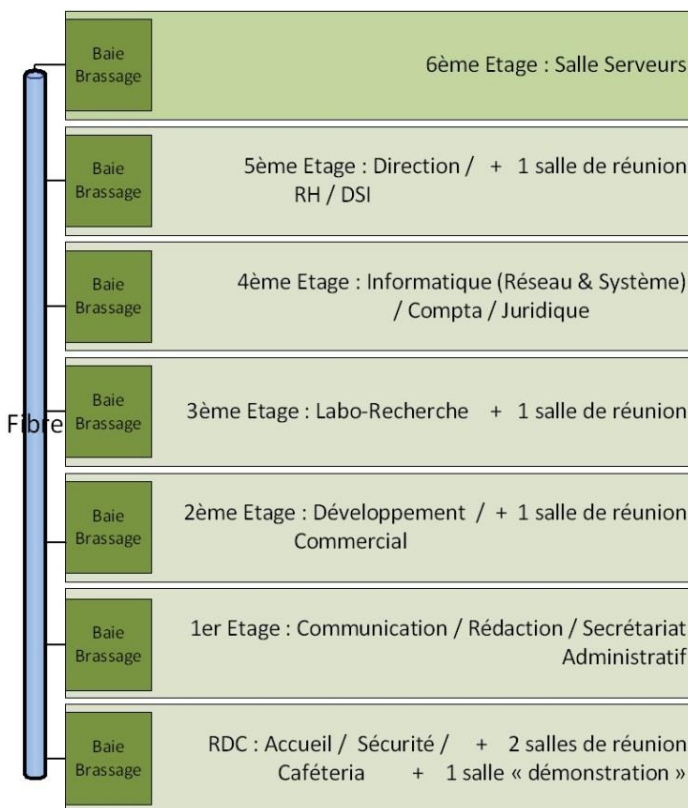 Baie
Brassage
6ème Etage : Salle Serveurs
Baie
Brassage
5ème Etage : Direction / + 1 salle de réunion
RH / DSI
Baie
Brassage
4ème Etage : Informatique (Réseau & Système)
/ Compta / Juridique
Fibre
Baie
Brassage
3ème Etage : Labo-Recherche + 1 salle de réunion
Baie
Brassage
2ème Etage : Développement / + 1 salle de réunion
Commercial
Baie
Brassage
1er Etage : Communication / Rédaction / Secrétariat
Administratif
Baie
Brassage
RDC : Accueil / Sécurité / + 2 salles de réunion
Caféteria + 1 salle « démonstration »